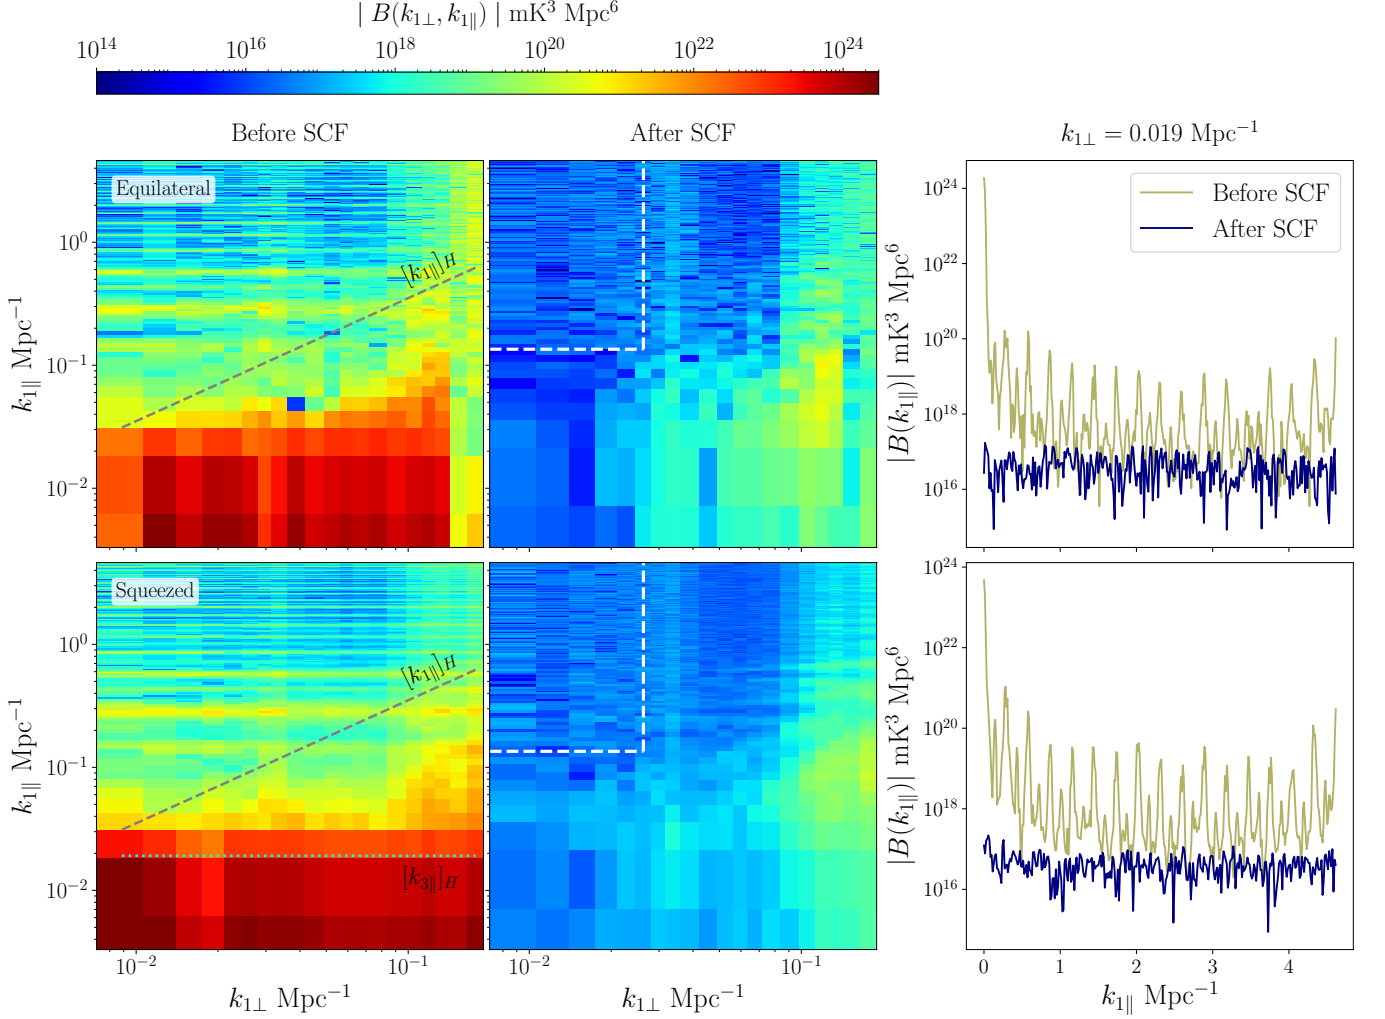 | B(k₁⊥, k₁∥) | mK³ Mpc⁶
10¹⁴ 10¹⁶ 10¹⁸ 10²⁰ 10²² 10²⁴
Before SCF
After SCF
k₁⊥ = 0.019 Mpc⁻¹
Equilateral
[k₁∥]H
k₁∥ Mpc⁻¹
10⁰
10⁻¹
10⁻²
|B(k₁∥)| mK³ Mpc⁶
10²⁴
10²²
10²⁰
10¹⁸
10¹⁶
Before SCF
After SCF
Squeezed
[k₁∥]H
[k₃∥]H
k₁∥ Mpc⁻¹
10⁰
10⁻¹
10⁻²
10⁻² 10⁻¹
k₁⊥ Mpc⁻¹
10⁻² 10⁻¹
k₁⊥ Mpc⁻¹
|B(k₁∥)| mK³ Mpc⁶
10²⁴
10²²
10²⁰
10¹⁸
10¹⁶
0 1 2 3 4
k₁∥ Mpc⁻¹